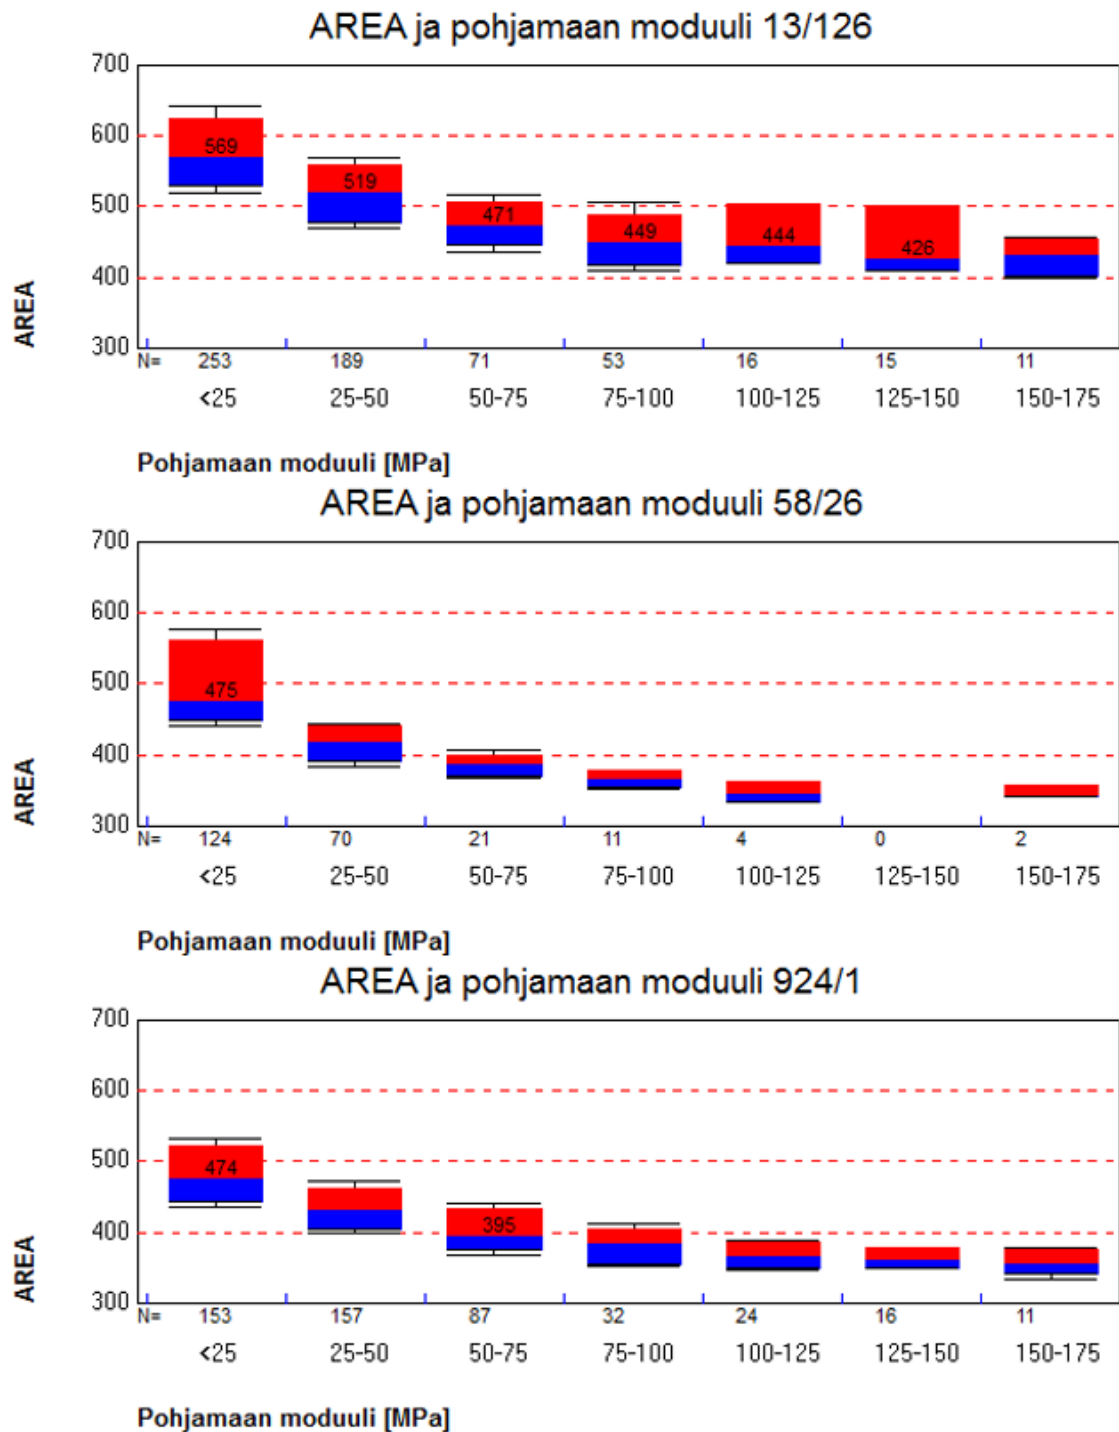 AREA ja pohjamaan moduuli 13/126
700
600
500
400
300
AREA
569
519
471
449
444
426
N= 253 189 71 53 16 15 11
<25 25-50 50-75 75-100 100-125 125-150 150-175
Pohjamaan moduuli [MPa]
AREA ja pohjamaan moduuli 58/26
700
600
500
400
300
AREA
475
N= 124 70 21 11 4 0 2
<25 25-50 50-75 75-100 100-125 125-150 150-175
Pohjamaan moduuli [MPa]
AREA ja pohjamaan moduuli 924/1
700
600
500
400
300
AREA
474
395
N= 153 157 87 32 24 16 11
<25 25-50 50-75 75-100 100-125 125-150 150-175
Pohjamaan moduuli [MPa]